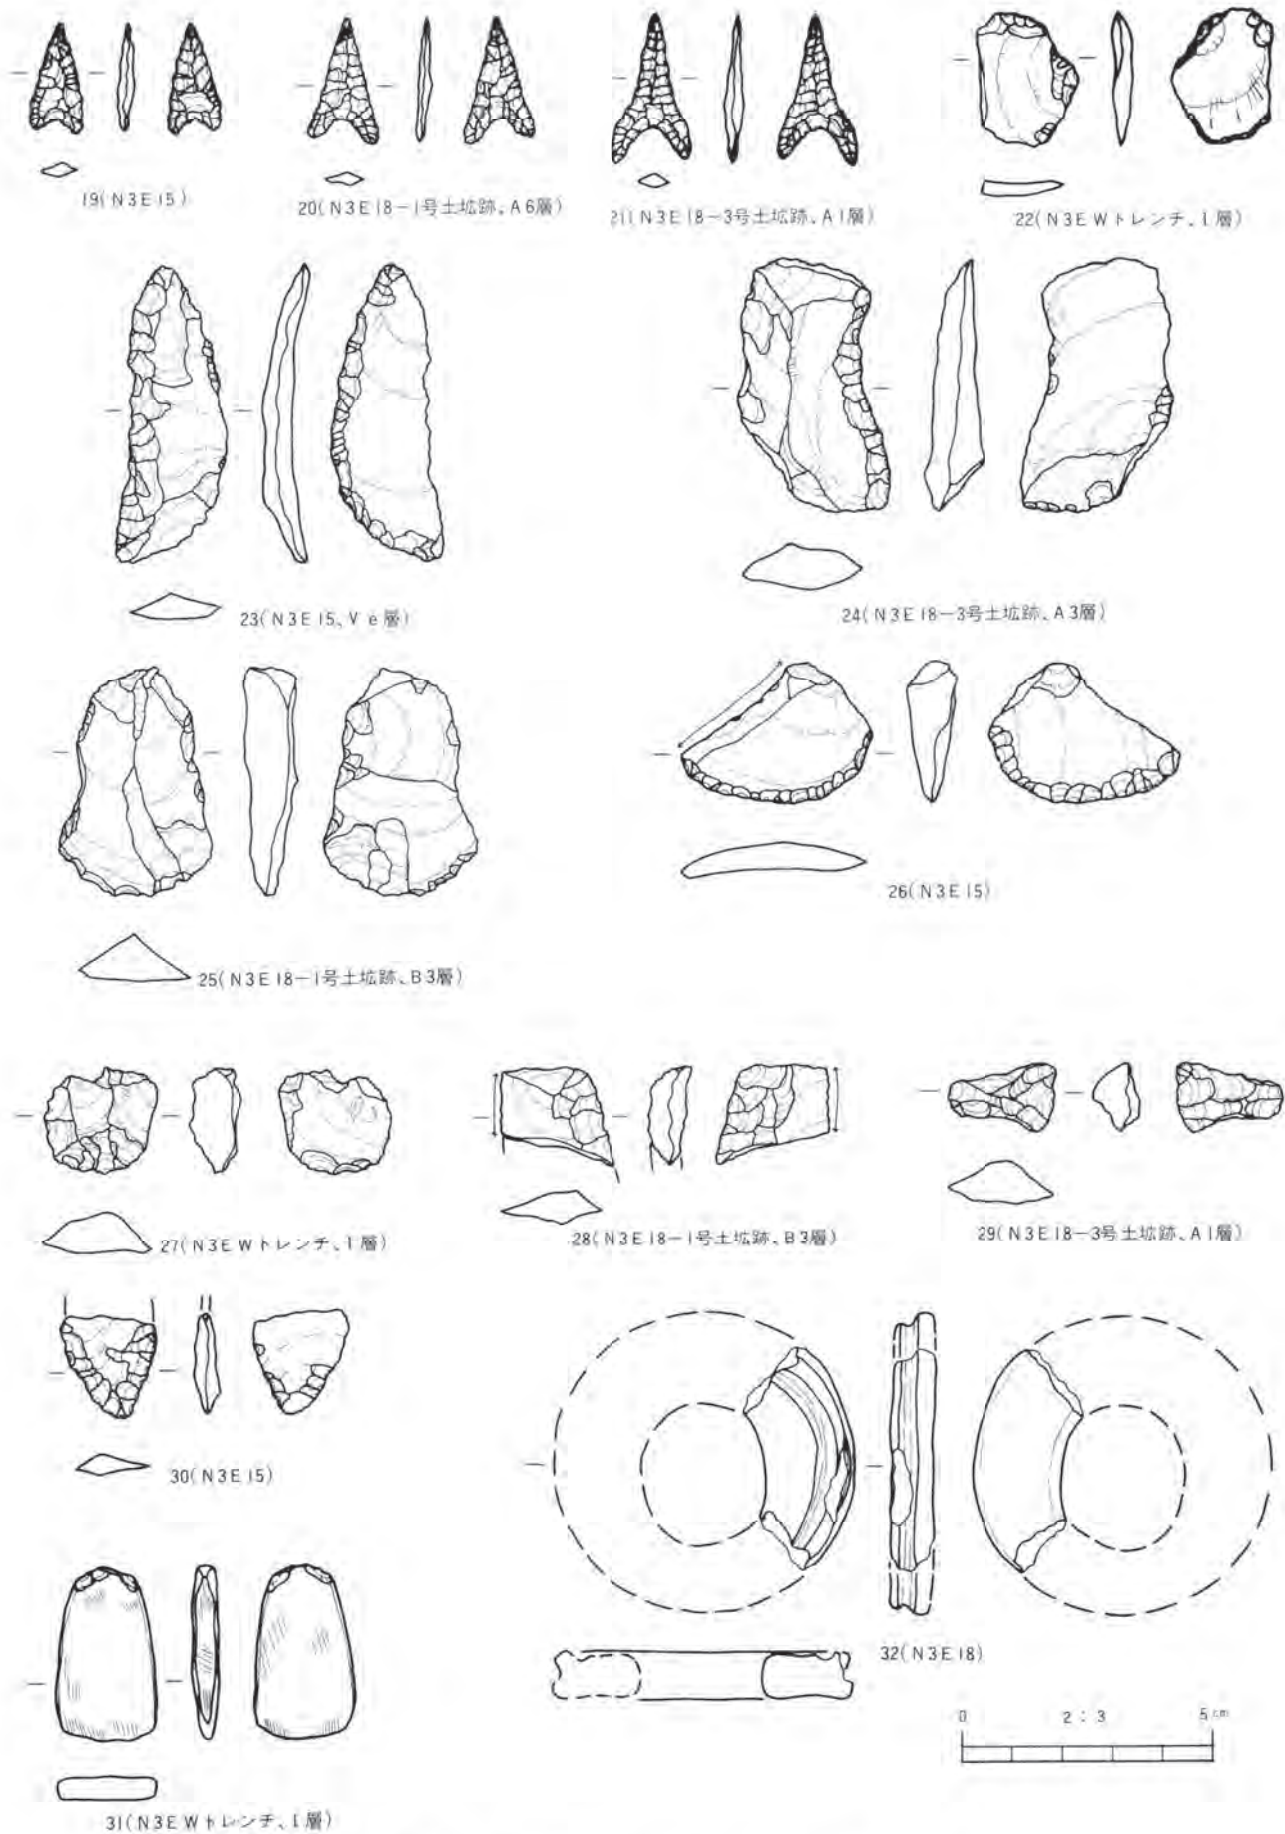 19(N3E15)
20(N3E18-1号土坑跡、A6層)
21(N3E18-3号土坑跡、A1層)
22(N3EWトレンチ、I層)
23(N3E15、Ve層)
24(N3E18-3号土坑跡、A3層)
25(N3E18-1号土坑跡、B3層)
26(N3E15)
27(N3EWトレンチ、I層)
28(N3E18-1号土坑跡、B3層)
29(N3E18-3号土坑跡、A1層)
30(N3E15)
32(N3E18)
0 2:3 5cm
31(N3EWトレンチ、I層)